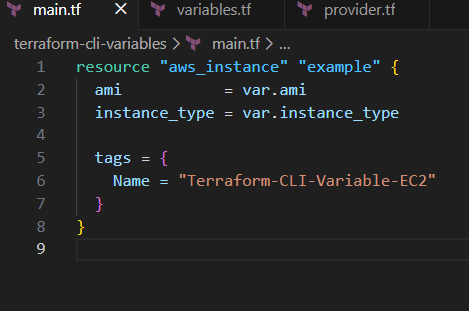 main.tf variables.tf provider.tf
terraform-cli-variables > main.tf > ...
1 resource "aws_instance" "example" {
2   ami           = var.ami
3   instance_type = var.instance_type
4
5   tags = {
6     Name = "Terraform-CLI-Variable-EC2"
7   }
8 }
9